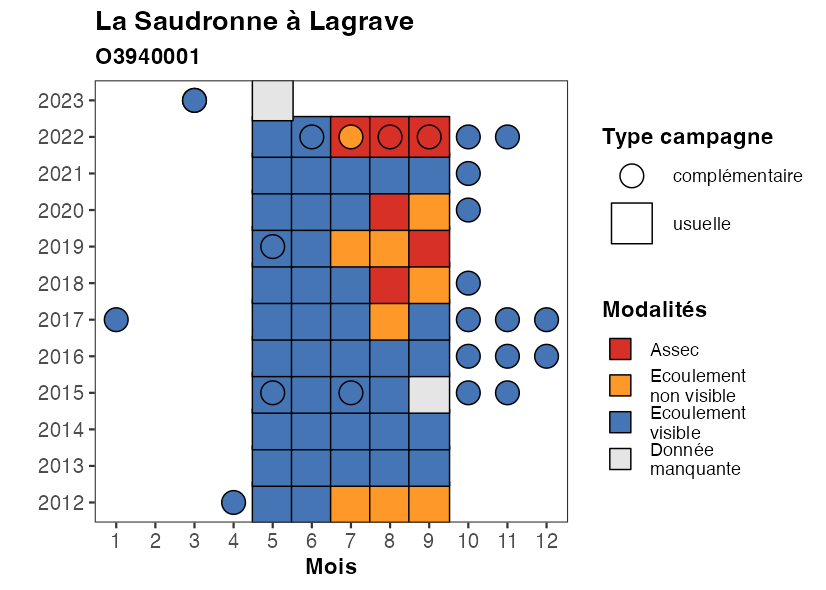 La Saudronne à Lagrave
O3940001
2023
2022
2021
2020
2019
2018
2017
2016
2015
2014
2013
2012
1 2 3 4 5 6 7 8 9 10 11 12
Mois
Type campagne
complémentaire
usuelle
Modalités
Assec
Ecoulement
non visible
Ecoulement
visible
Donnée
manquante